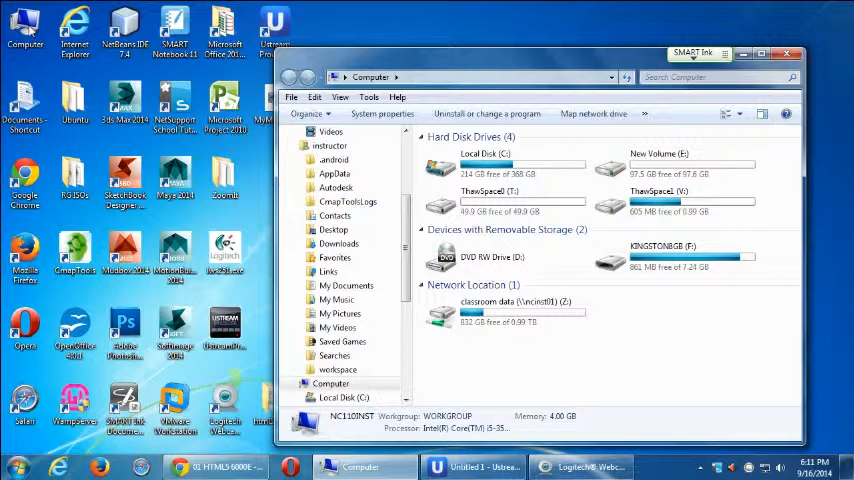 Computer
Internet Explorer
NetBeans IDE 7.4
SMART Notebook 11
Microsoft Office 201...
Ustream Pro...
Documents - Shortcut
Ubuntu
3ds Max 2014
NetSupport School Tut...
Microsoft Project 2010
Google Chrome
RG ISOs
SketchBook Designer ...
Maya 2014
ZoomIt
Mozilla Firefox
CmapTools
Mudbox 2014
MotionBui... 2014
lws251.exe
Opera
OpenOffice 4.0.1
Adobe Photosh...
Softimage 2014
UstreamPr...
Safari
Wampserver
SMART Ink Docume...
VMware Workstation
Logitech Webca...
SMART Ink
Computer
Search Computer
File Edit View Tools Help
Organize
System properties
Uninstall or change a program
Map network drive
»
Videos
instructor
.android
AppData
Autodesk
CmapToolsLogs
Contacts
Desktop
Downloads
Favorites
Links
My Documents
My Music
My Pictures
My Videos
Saved Games
Searches
workspace
Computer
Local Disk (C:)
Hard Disk Drives (4)
Local Disk (C:)
214 GB free of 368 GB
New Volume (E:)
97.5 GB free of 97.6 GB
ThawSpace0 (T:)
49.9 GB free of 49.9 GB
ThawSpace1 (V:)
605 MB free of 0.99 GB
Devices with Removable Storage (2)
DVD
DVD RW Drive (D:)
KINGSTON8GB (F:)
861 MB free of 7.24 GB
Network Location (1)
classroom data (\\ncinst01) (Z:)
832 GB free of 0.99 TB
NC110INST Workgroup: WORKGROUP Memory: 4.00 GB
Processor: Intel(R) Core(TM) i5-35...
01 HTML5 6000E - ...
Computer
Untitled 1 - Ustrea...
Logitech® Webc...
6:11 PM
9/16/2014